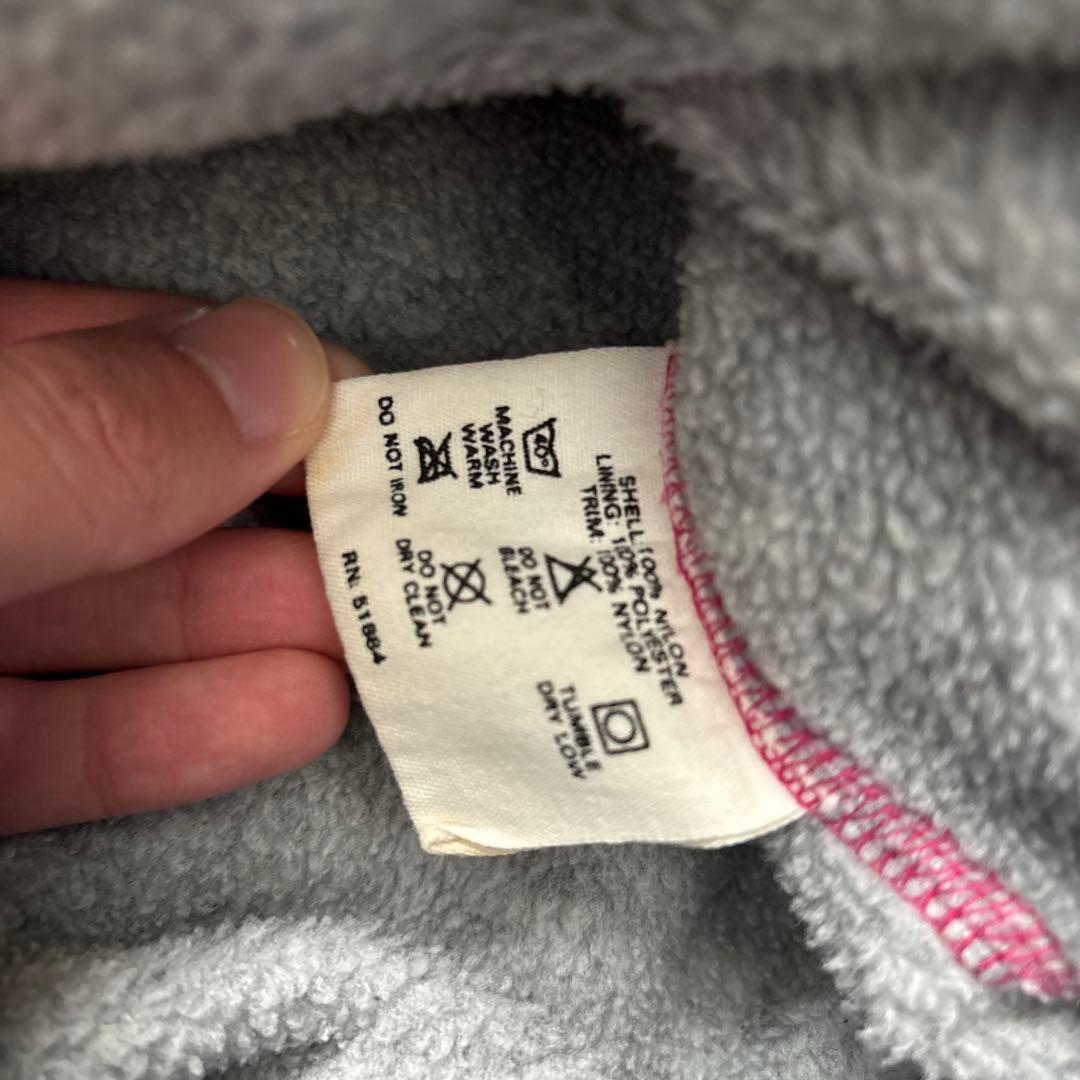 SHELL: 100% NYLON
LINING: 100% POLYESTER
TRIM: 100% NYLON
40°
MACHINE
WASH
WARM
DO NOT
BLEACH
TUMBLE
DRY LOW
DO NOT IRON
DO NOT
DRY CLEAN
RN: 51884